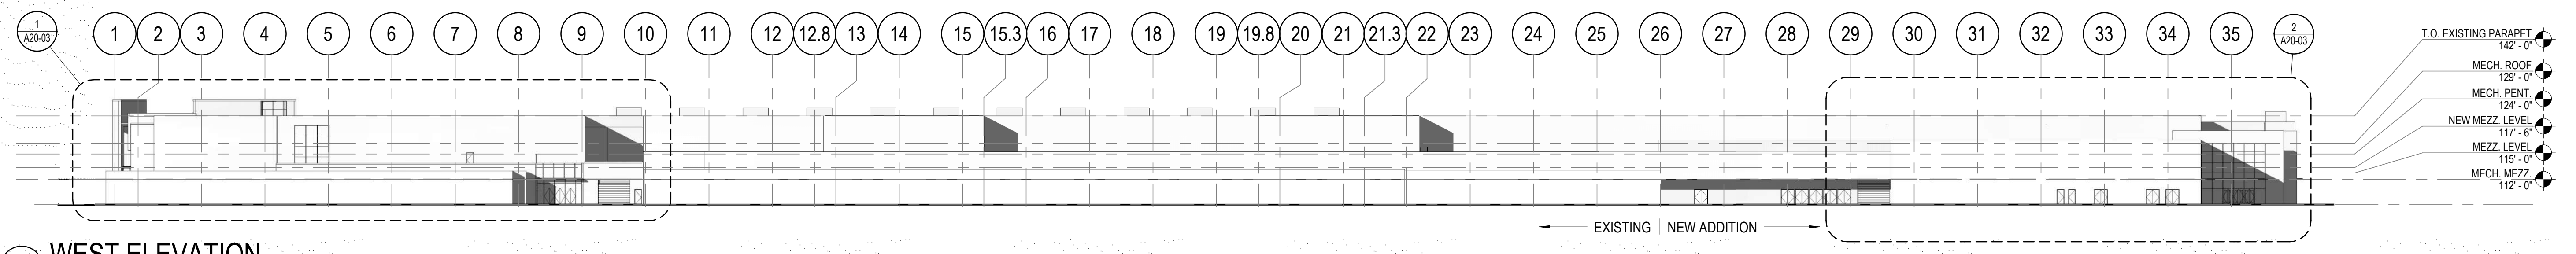 1
A20-03
1 2 3 4 5 6 7 8 9 10 11 12 12.8 13 14 15 15.3 16 17 18 19 19.8 20 21 21.3 22 23 24 25 26 27 28 29 30 31 32 33 34 35
2
A20-03
T.O. EXISTING PARAPET
142' - 0"
MECH. ROOF
129' - 0"
MECH. PENT.
124' - 0"
NEW MEZZ. LEVEL
117' - 6"
MEZZ. LEVEL
115' - 0"
MECH. MEZZ.
112' - 0"
EXISTING NEW ADDITION
WEST ELEVATION